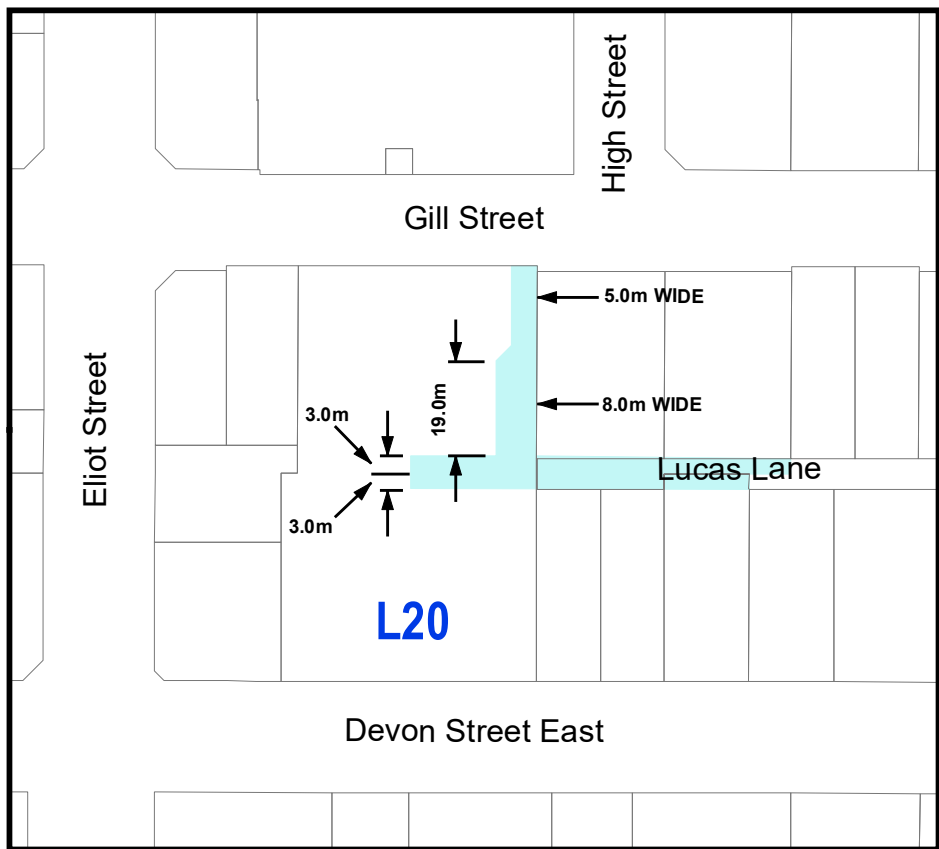 High Street
Gill Street
5.0m WIDE
Eliot Street
19.0m
8.0m WIDE
3.0m
Lucas Lane
3.0m
L20
Devon Street East